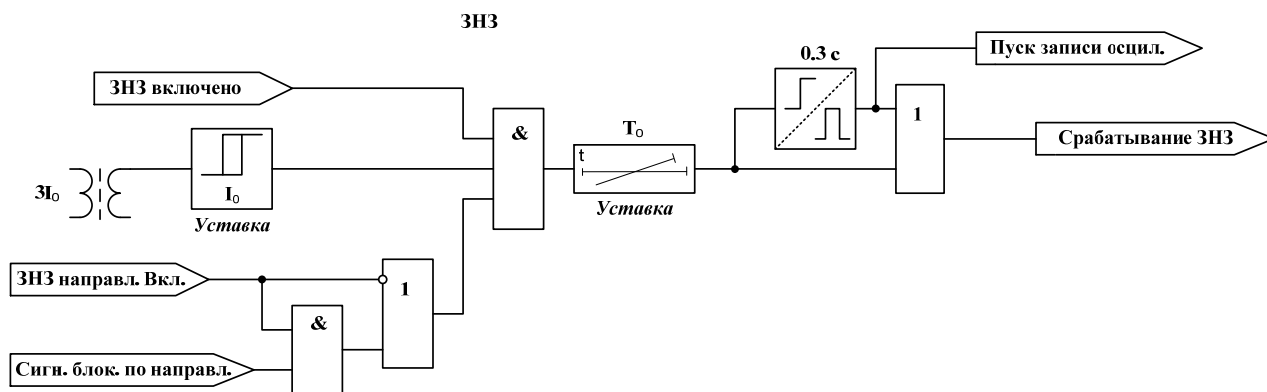 ЗНЗ
0.3 с
Пуск записи осцил.
ЗНЗ включено
&
1
T₀
t
Срабатывание ЗНЗ
3I₀
I₀
Уставка
Уставка
ЗНЗ направл. Вкл.
1
&
Сигн. блок. по направл.